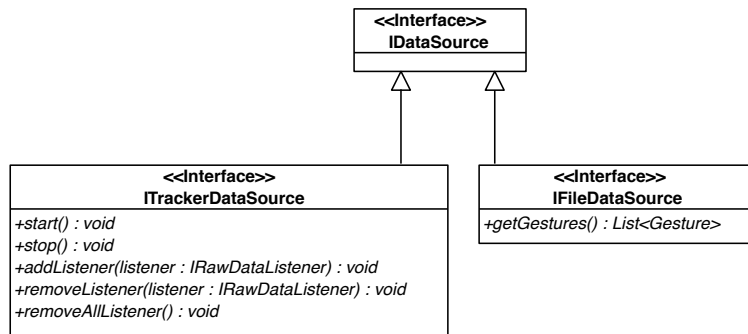 <<Interface>>
IDataSource
<<Interface>>
ITrackerDataSource
+start() : void
+stop() : void
+addListener(listener : IRawDataListener) : void
+removeListener(listener : IRawDataListener) : void
+removeAllListener() : void
<<Interface>>
IFileDataSource
+getGestures() : List<Gesture>